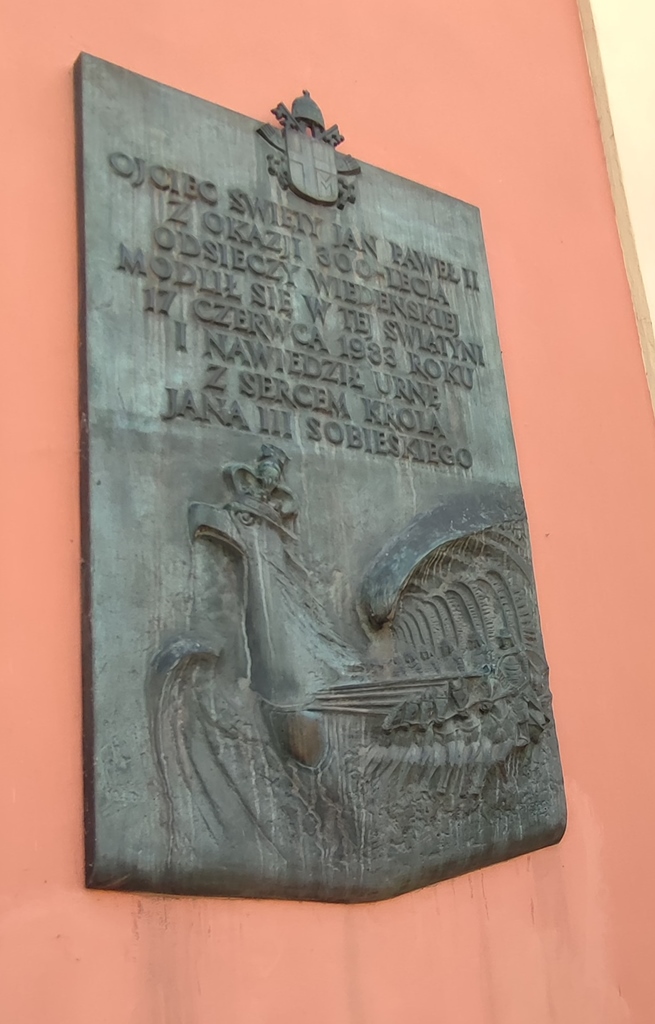 OJCIEC ŚWIĘTY JAN PAWEŁ II
Z OKAZJI 300-LECIA
ODSIECZY WIEDEŃSKIEJ
MODLIŁ SIĘ W TEJ ŚWIĄTYNI
17 CZERWCA 1983 ROKU
I NAWIEDZIŁ URNĘ
Z SERCEM KRÓLA
JANA III SOBIESKIEGO
M